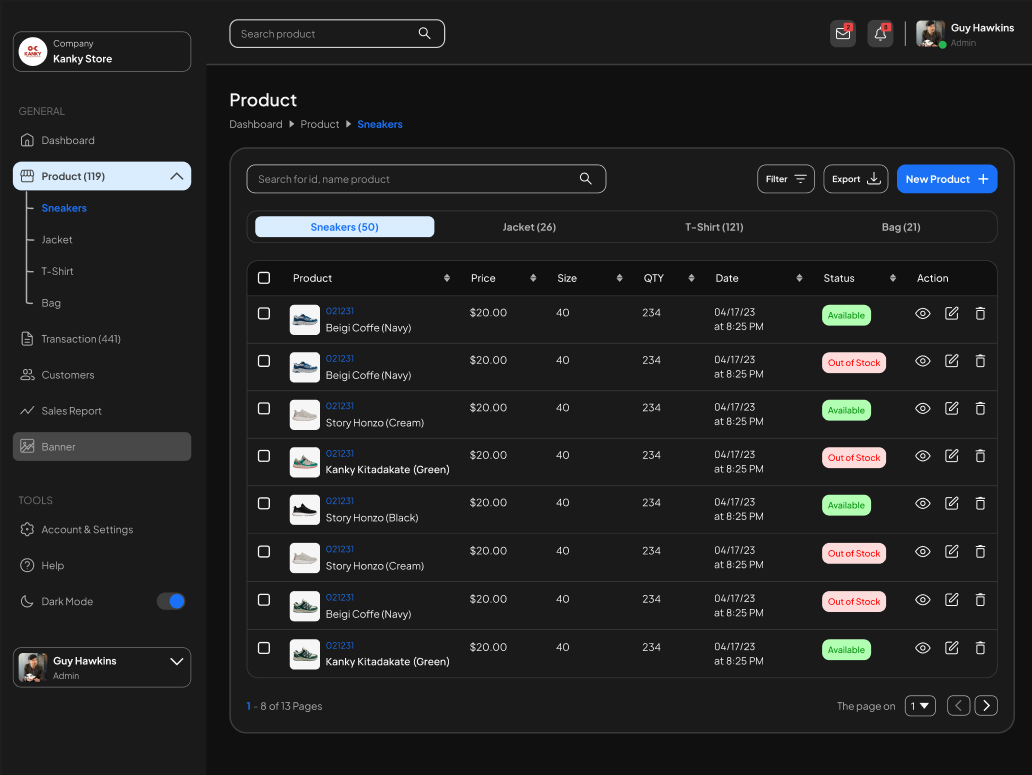 Company
Kanky Store
KANKY
Search product
Guy Hawkins
Admin
GENERAL
Dashboard
Product (119)
Sneakers
Jacket
T-Shirt
Bag
Transaction (441)
Customers
Sales Report
Banner
TOOLS
Account & Settings
Help
Dark Mode
Guy Hawkins
Admin
Product
Dashboard Product Sneakers
Search for id, name product
Filter Export New Product
Sneakers (50) Jacket (26) T-Shirt (121) Bag (21)
Product Price Size QTY Date Status Action
021231
Beigi Coffe (Navy) $20.00 40 234 04/17/23
at 8:25 PM Available
021231
Beigi Coffe (Navy) $20.00 40 234 04/17/23
at 8:25 PM Out of Stock
021231
Story Honzo (Cream) $20.00 40 234 04/17/23
at 8:25 PM Available
021231
Kanky Kitadakate (Green) $20.00 40 234 04/17/23
at 8:25 PM Out of Stock
021231
Story Honzo (Black) $20.00 40 234 04/17/23
at 8:25 PM Available
021231
Story Honzo (Cream) $20.00 40 234 04/17/23
at 8:25 PM Out of Stock
021231
Beigi Coffe (Navy) $20.00 40 234 04/17/23
at 8:25 PM Out of Stock
021231
Kanky Kitadakate (Green) $20.00 40 234 04/17/23
at 8:25 PM Available
1 - 8 of 13 Pages
The page on 1